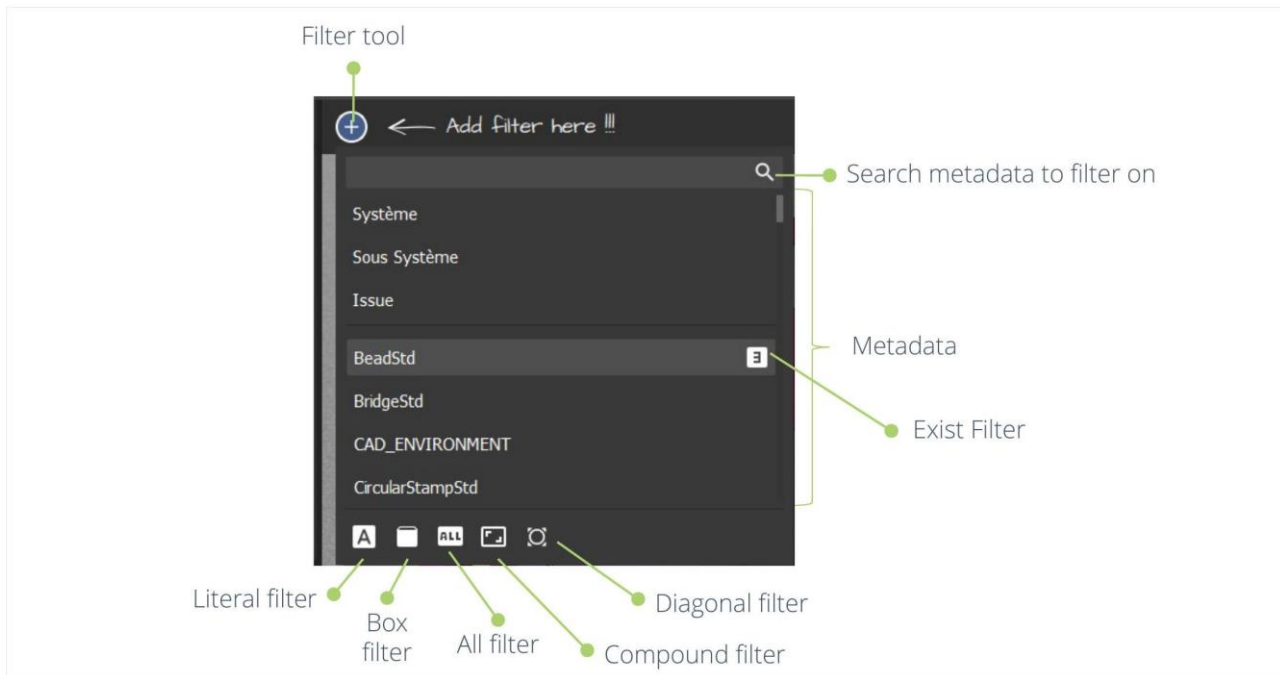 Filter tool
Add filter here !!!
Search metadata to filter on
Système
Sous Système
Issue
Metadata
BeadStd
E
Exist Filter
BridgeStd
CAD_ENVIRONMENT
CircularStampStd
A
ALL
Literal filter
Diagonal filter
Box
filter
All filter
Compound filter